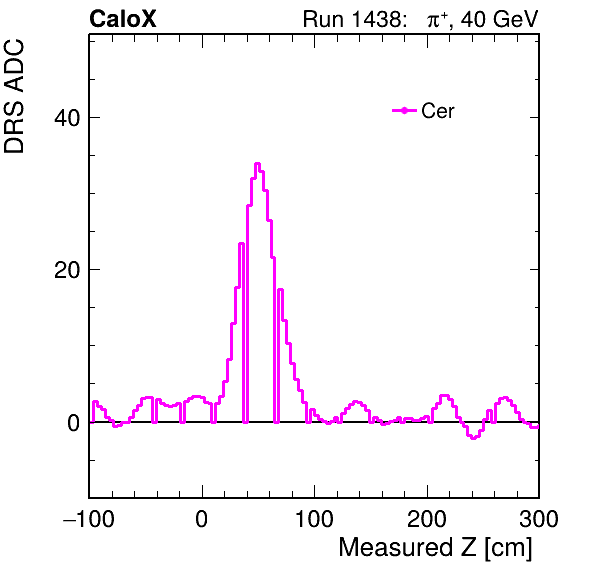 CaloX Run 1438: π⁺, 40 GeV
DRS ADC
Cer
40
20
0
−100 0 100 200 300
Measured Z [cm]